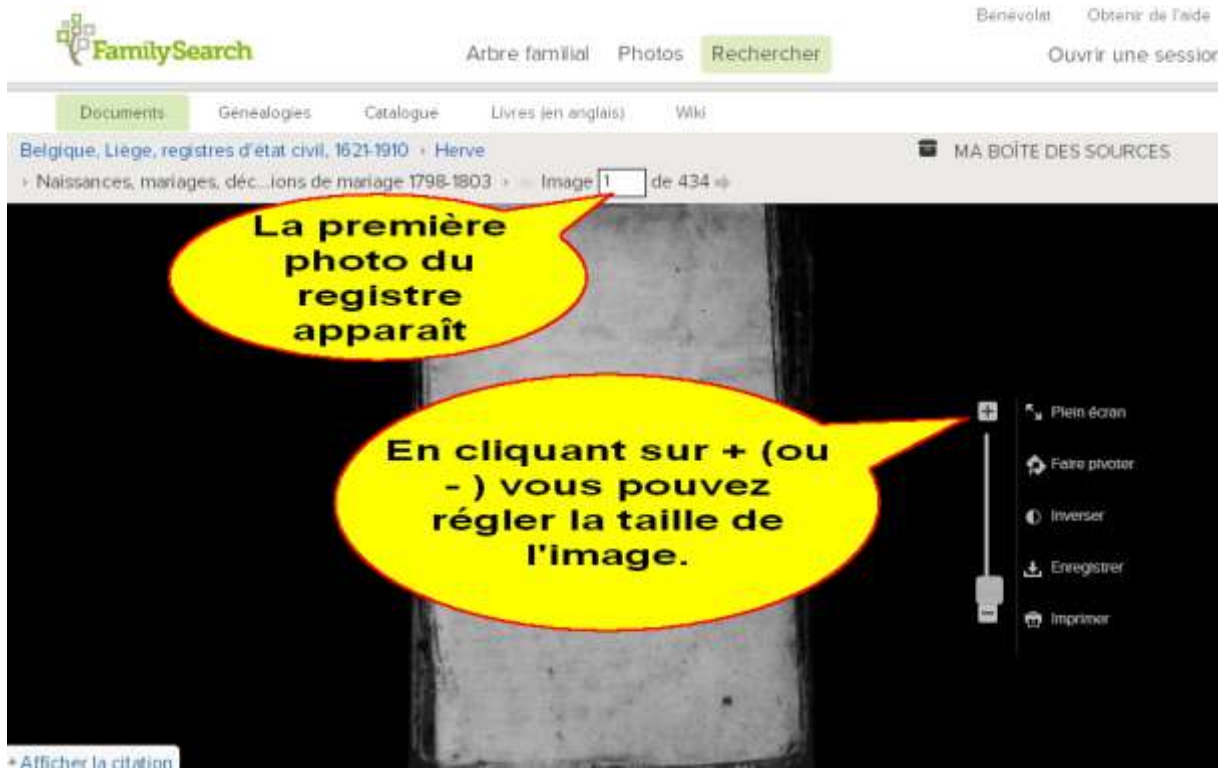 Bénévolat Obtenir de l'aide
FamilySearch
Arbre familial Photos Rechercher
Ouvrir une session
Documents Généalogies Catalogue Livres (en anglais) Wiki
Belgique, Liège, registres d'état civil, 1621-1910 › Herve
MA BOÎTE DES SOURCES
› Naissances, mariages, déc...ions de mariage 1798-1803 › Image 1 de 434
La première
photo du
registre
apparaît
En cliquant sur + (ou
- ) vous pouvez
régler la taille de
l'image.
+ Plein écran
Faire pivoter
Inverser
Enregistrer
- Imprimer
Afficher la citation